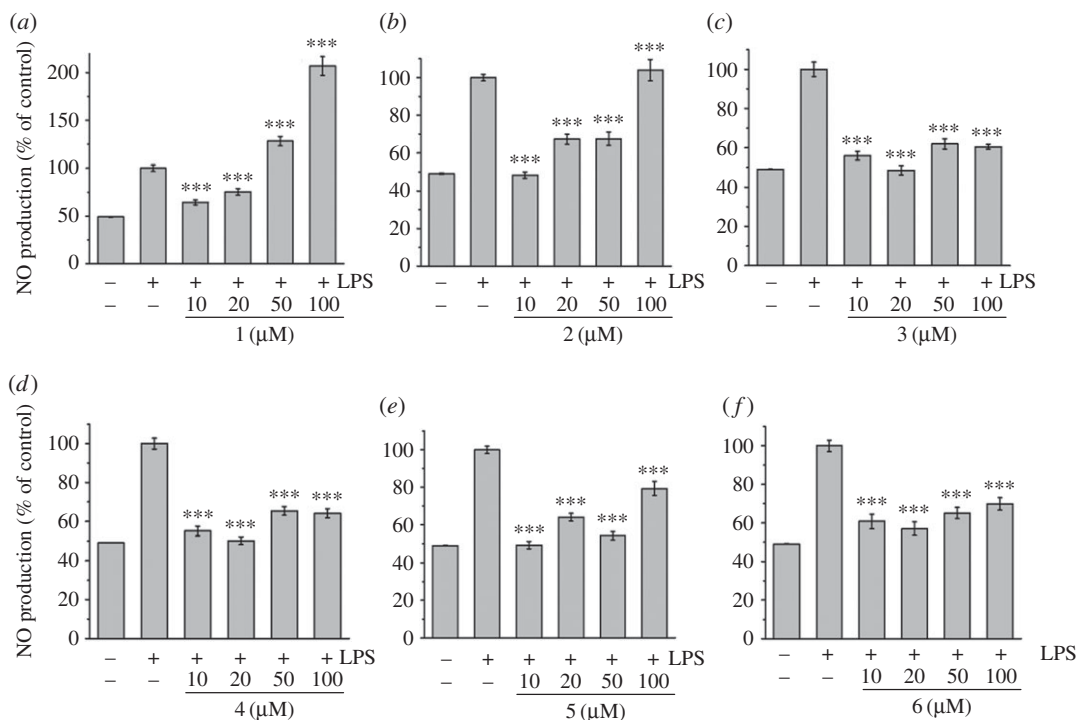 (a)
NO production (% of control)
200
150
100
50
0
***
***
***
***
– + + + + + LPS
– – 10 20 50 100
1 (µM)
(b)
100
80
60
40
20
0
***
***
***
***
– + + + + +
– – 10 20 50 100
2 (µM)
(c)
100
80
60
40
20
0
***
***
***
***
– + + + + + LPS
– – 10 20 50 100
3 (µM)
(d)
NO production (% of control)
100
80
60
40
20
0
***
***
***
***
– + + + + + LPS
– – 10 20 50 100
4 (µM)
(e)
100
80
60
40
20
0
***
***
***
***
– + + + + +
– – 10 20 50 100
5 (µM)
(f)
100
80
60
40
20
0
***
***
***
***
– + + + + + LPS
– – 10 20 50 100
6 (µM)